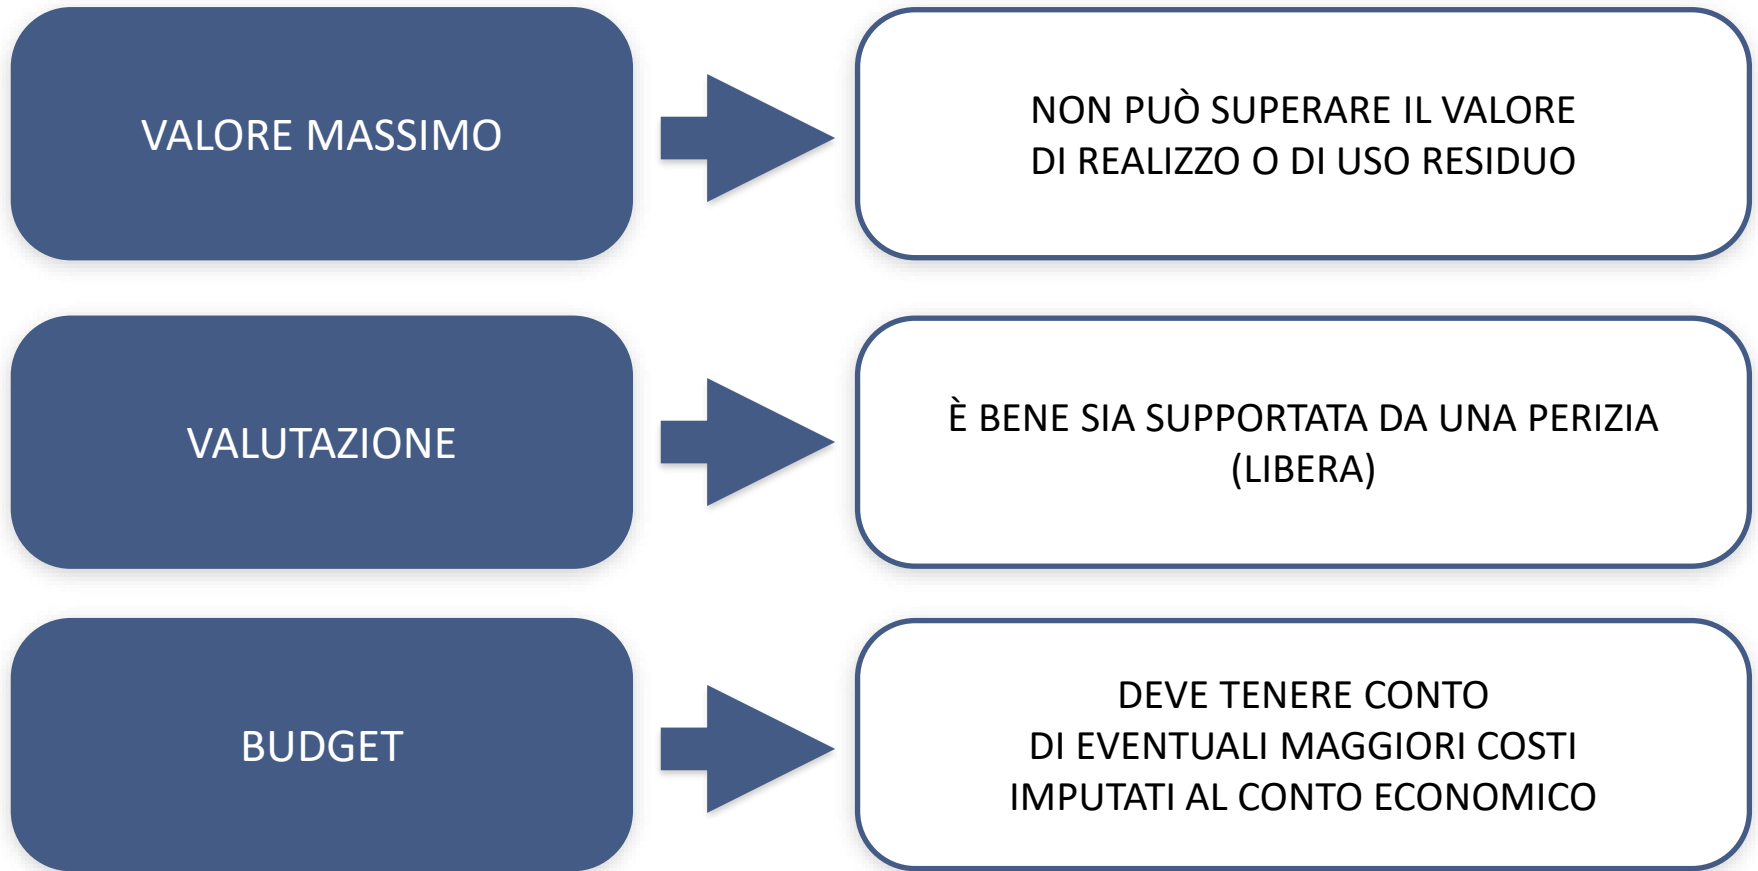 VALORE MASSIMO
NON PUÒ SUPERARE IL VALORE
DI REALIZZO O DI USO RESIDUO
VALUTAZIONE
È BENE SIA SUPPORTATA DA UNA PERIZIA
(LIBERA)
BUDGET
DEVE TENERE CONTO
DI EVENTUALI MAGGIORI COSTI
IMPUTATI AL CONTO ECONOMICO